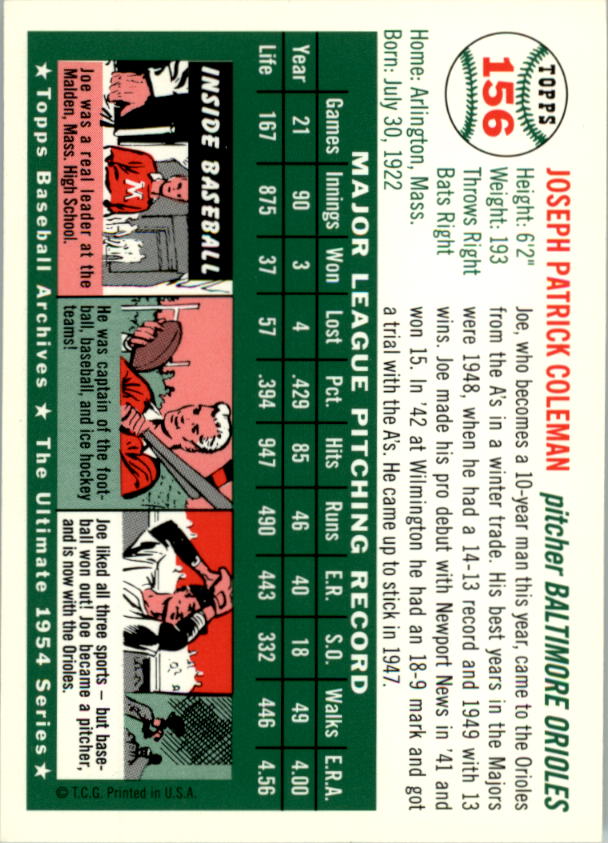 TOPPS
156
JOSEPH PATRICK COLEMAN pitcher BALTIMORE ORIOLES
Height: 6'2"
Weight: 193
Throws Right
Bats Right
Home: Arlington, Mass.
Born: July 30, 1922
Joe, who becomes a 10-year man this year, came to the Orioles
from the A's in a winter trade. His best years in the Majors
were 1948, when he had a 14-13 record and 1949 with 13
wins. Joe made his pro debut with Newport News in '41 and
won 15. In '42 at Wilmington he had an 18-9 mark and got
a trial with the A's. He came up to stick in 1947.
MAJOR LEAGUE PITCHING RECORD
Games Innings Won Lost Pct. Hits Runs E.R. S.O. Walks E.R.A.
Year 21 90 3 4 .429 85 46 40 18 49 4.00
Life 167 875 37 57 .394 947 490 443 332 446 4.56
INSIDE BASEBALL
M
Joe was a real leader at the
Malden, Mass. High School.
He was captain of the foot-
ball, baseball, and ice hockey
teams!
Joe liked all three sports – but base-
ball won out! Joe became a pitcher,
and is now with the Orioles.
★ Topps Baseball Archives ★ The Ultimate 1954 Series ★
© T.C.G. Printed in U.S.A.